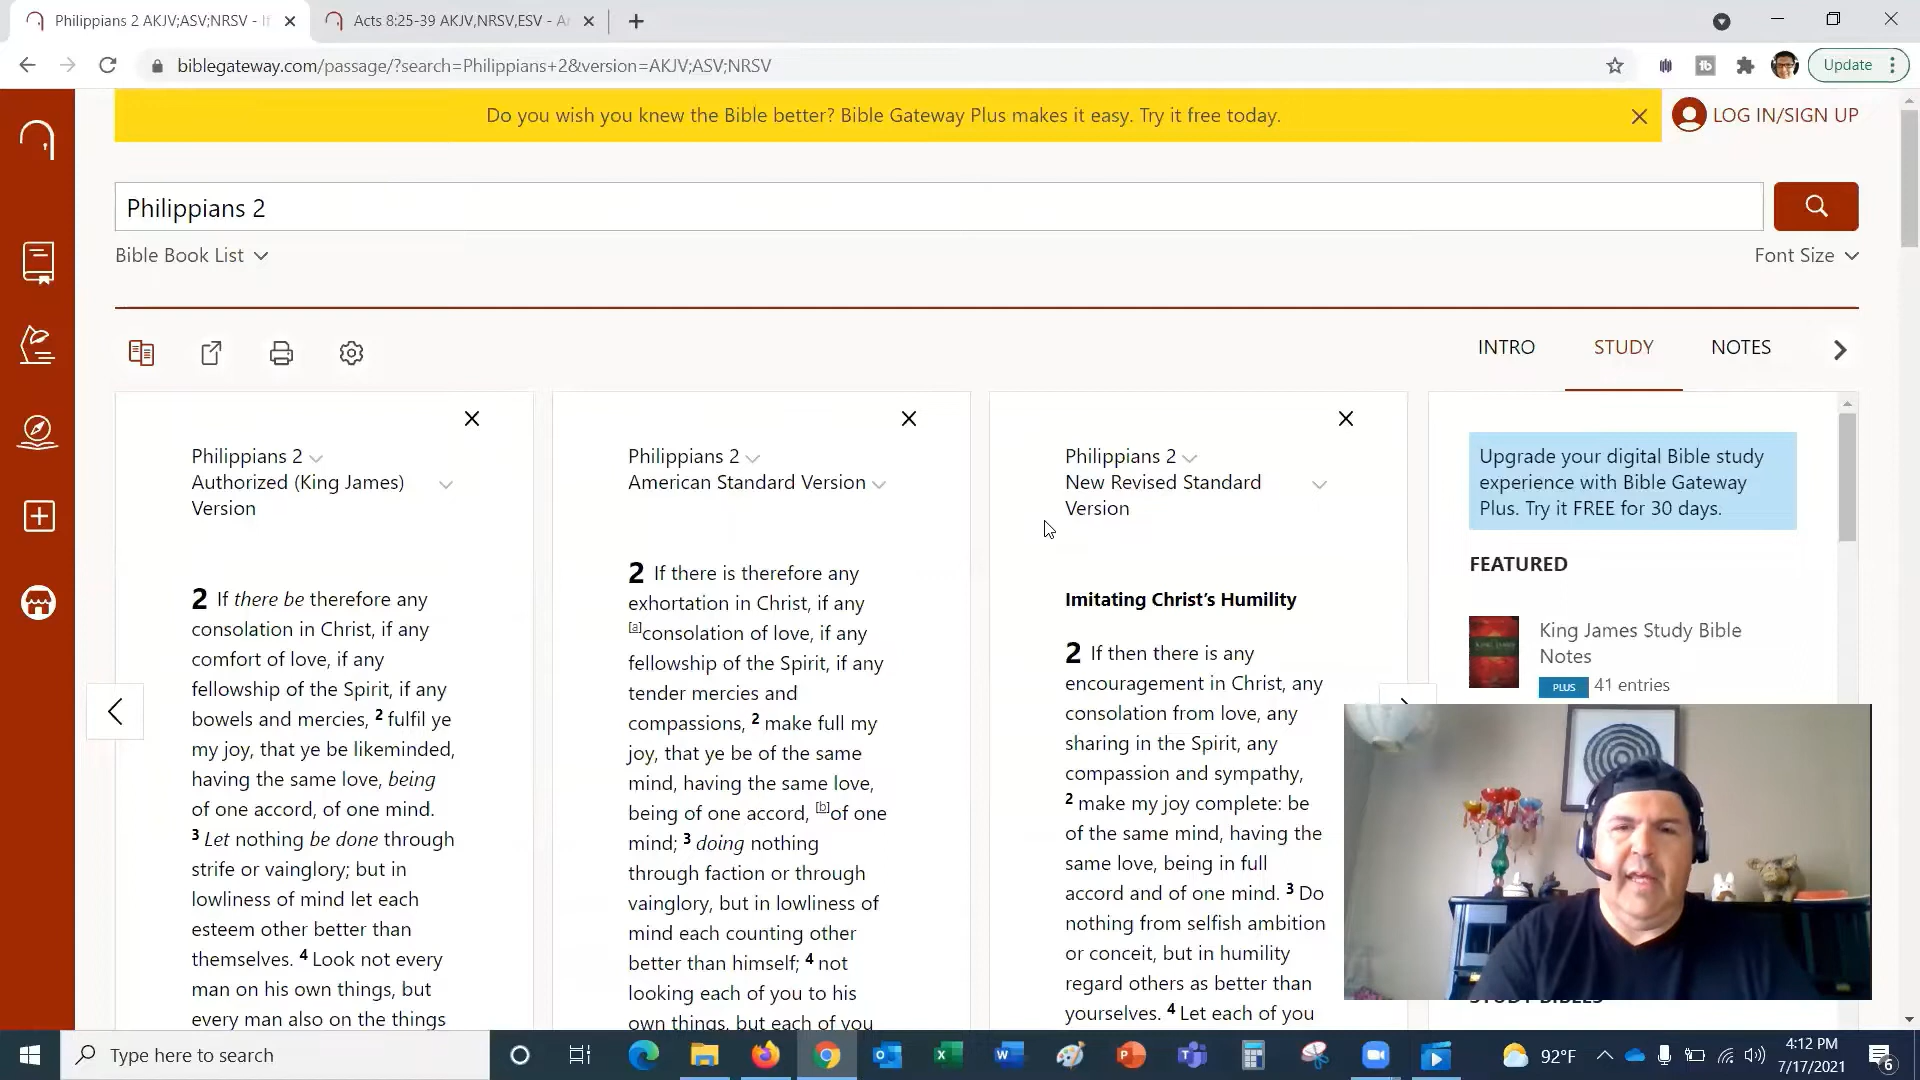 Philippians 2 AKJV;ASV;NRSV - If
Acts 8:25-39 AKJV,NRSV,ESV - A
biblegateway.com/passage/?search=Philippians+2&version=AKJV;ASV;NRSV
Update
Do you wish you knew the Bible better? Bible Gateway Plus makes it easy. Try it free today.
LOG IN/SIGN UP
Philippians 2
Bible Book List
Font Size
INTRO
STUDY
NOTES
Philippians 2
Authorized (King James)
Version
2 If there be therefore any
consolation in Christ, if any
comfort of love, if any
fellowship of the Spirit, if any
bowels and mercies, 2 fulfil ye
my joy, that ye be likeminded,
having the same love, being
of one accord, of one mind.
3 Let nothing be done through
strife or vainglory; but in
lowliness of mind let each
esteem other better than
themselves. 4 Look not every
man on his own things, but
every man also on the things
Philippians 2
American Standard Version
2 If there is therefore any
exhortation in Christ, if any
[a]consolation of love, if any
fellowship of the Spirit, if any
tender mercies and
compassions, 2 make full my
joy, that ye be of the same
mind, having the same love,
being of one accord, [b]of one
mind; 3 doing nothing
through faction or through
vainglory, but in lowliness of
mind each counting other
better than himself; 4 not
looking each of you to his
own things, but each of you
Philippians 2
New Revised Standard
Version
Imitating Christ’s Humility
2 If then there is any
encouragement in Christ, any
consolation from love, any
sharing in the Spirit, any
compassion and sympathy,
2 make my joy complete: be
of the same mind, having the
same love, being in full
accord and of one mind. 3 Do
nothing from selfish ambition
or conceit, but in humility
regard others as better than
yourselves. 4 Let each of you
Upgrade your digital Bible study
experience with Bible Gateway
Plus. Try it FREE for 30 days.
FEATURED
King James Study Bible
Notes
PLUS 41 entries
Type here to search
92°F
4:12 PM
7/17/2021
6